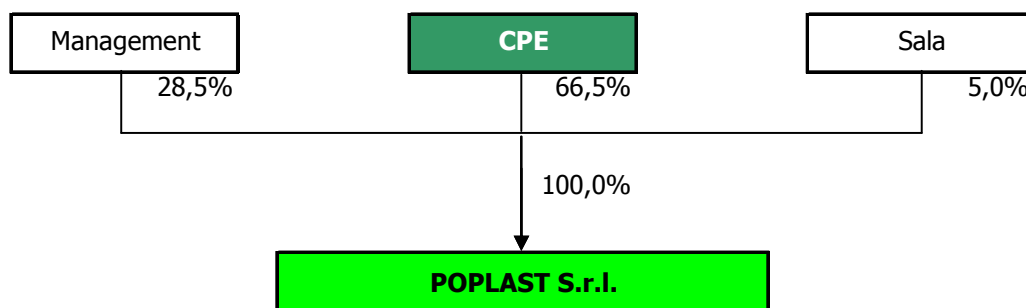 Management
CPE
Sala
28,5%
66,5%
5,0%
100,0%
POPLAST S.r.l.